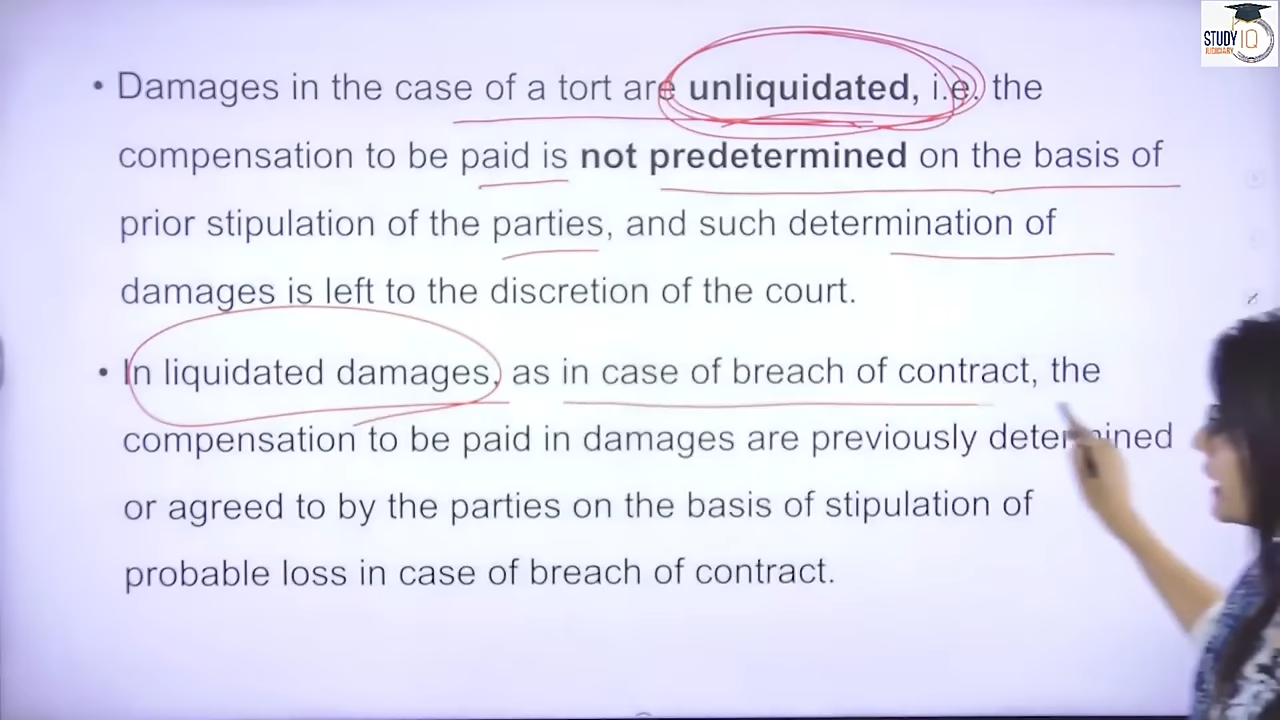 STUDY IQ
JUDICIARY
• Damages in the case of a tort are unliquidated, i.e. the
compensation to be paid is not predetermined on the basis of
prior stipulation of the parties, and such determination of
damages is left to the discretion of the court.
• In liquidated damages, as in case of breach of contract, the
compensation to be paid in damages are previously determined
or agreed to by the parties on the basis of stipulation of
probable loss in case of breach of contract.